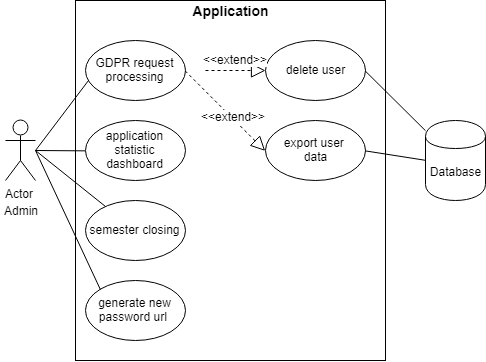 Application
GDPR request
processing
<<extend>>
delete user
<<extend>>
application
statistic
dashboard
export user
data
Database
Actor
Admin
semester closing
generate new
password url